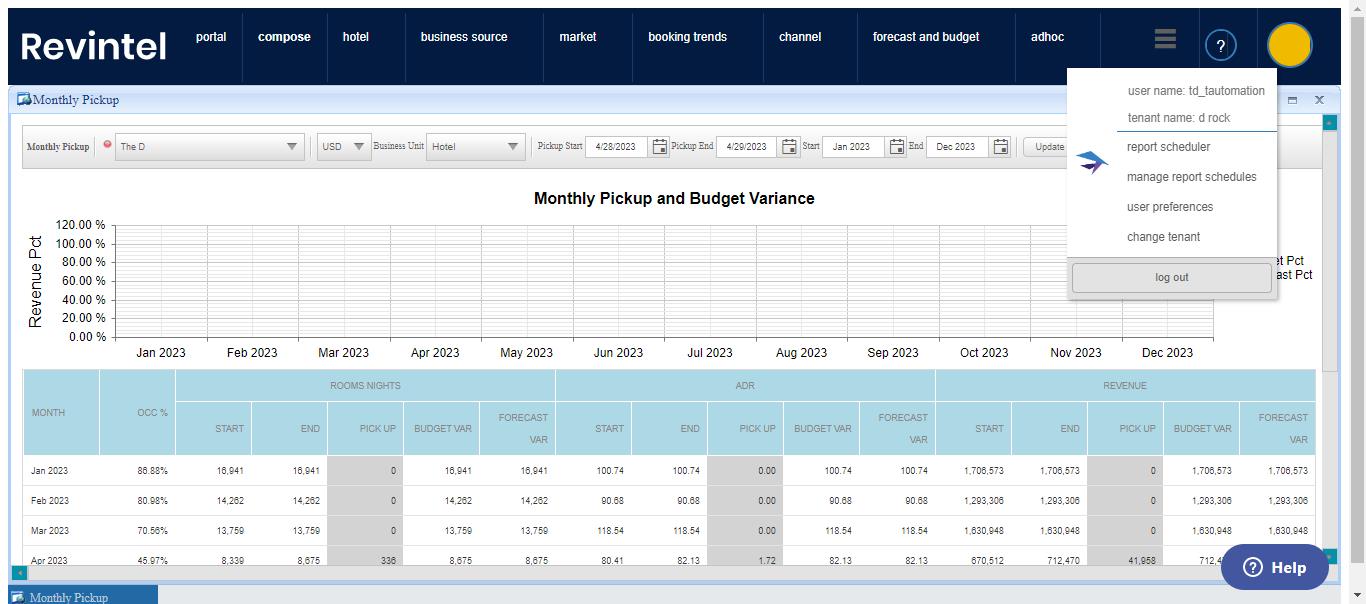 Revintel portal compose hotel business source market booking trends channel forecast and budget adhoc ?
Monthly Pickup
user name: td_tautomation
tenant name: d rock
report scheduler
manage report schedules
user preferences
change tenant
log out
Monthly Pickup The D USD Business Unit Hotel Pickup Start 4/28/2023 Pickup End 4/29/2023 Start Jan 2023 End Dec 2023 Update
Monthly Pickup and Budget Variance
Revenue Pct
120.00 %
100.00 %
80.00 %
60.00 %
40.00 %
20.00 %
0.00 %
et Pct
ast Pct
Jan 2023 Feb 2023 Mar 2023 Apr 2023 May 2023 Jun 2023 Jul 2023 Aug 2023 Sep 2023 Oct 2023 Nov 2023 Dec 2023
ROOMS NIGHTS ADR REVENUE
MONTH OCC % START END PICK UP BUDGET VAR FORECAST VAR START END PICK UP BUDGET VAR FORECAST VAR START END PICK UP BUDGET VAR FORECAST VAR
Jan 2023 86.88% 16,941 16,941 0 16,941 16,941 100.74 100.74 0.00 100.74 100.74 1,706,573 1,706,573 0 1,706,573 1,706,573
Feb 2023 80.98% 14,262 14,262 0 14,262 14,262 90.68 90.68 0.00 90.68 90.68 1,293,306 1,293,306 0 1,293,306 1,293,306
Mar 2023 70.56% 13,759 13,759 0 13,759 13,759 118.54 118.54 0.00 118.54 118.54 1,630,948 1,630,948 0 1,630,948 1,630,948
Apr 2023 45.97% 8,339 8,675 336 8,675 8,675 80.41 82.13 1.72 82.13 82.13 670,512 712,470 41,958 712,4
? Help
Monthly Pickup